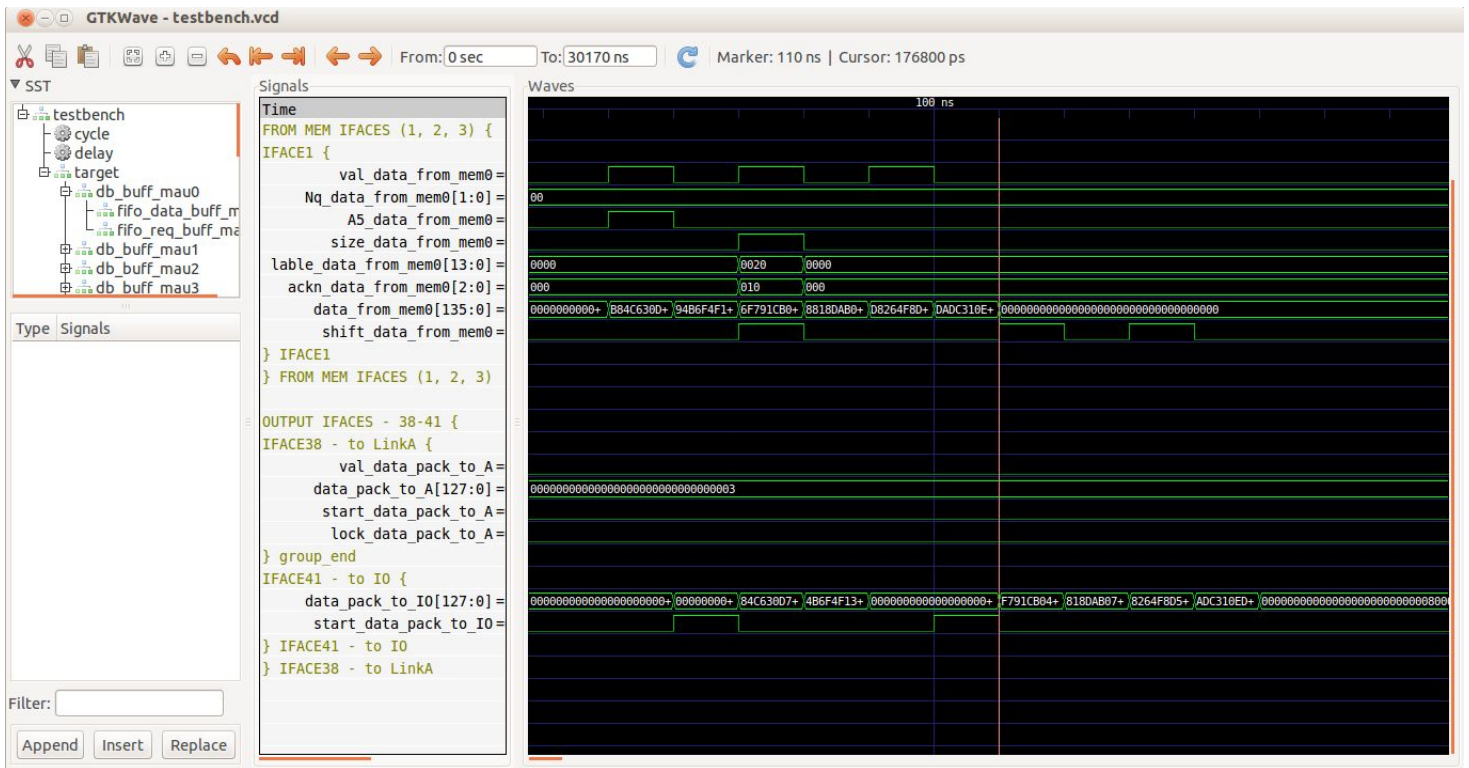 GTKWave - testbench.vcd
From: 0 sec To: 30170 ns Marker: 110 ns | Cursor: 176800 ps
SST
testbench
cycle
delay
target
db_buff_mau0
fifo_data_buff_m
fifo_req_buff_ma
db_buff_mau1
db_buff_mau2
db_buff_mau3
Type Signals
Filter:
Append Insert Replace
Signals
Time
FROM MEM IFACES (1, 2, 3) {
IFACE1 {
val_data_from_mem0=
Nq_data_from_mem0[1:0]=
A5_data_from_mem0=
size_data_from_mem0=
lable_data_from_mem0[13:0]=
ackn_data_from_mem0[2:0]=
data_from_mem0[135:0]=
shift_data_from_mem0=
} IFACE1
} FROM MEM IFACES (1, 2, 3)
OUTPUT IFACES - 38-41 {
IFACE38 - to LinkA {
val_data_pack_to_A=
data_pack_to_A[127:0]=
start_data_pack_to_A=
lock_data_pack_to_A=
} group_end
IFACE41 - to IO {
data_pack_to_IO[127:0]=
start_data_pack_to_IO=
} IFACE41 - to IO
} IFACE38 - to LinkA
Waves
100 ns
00
0000 0020 0000
000 010 000
0000000000+ B84C630D+ 94B6F4F1+ 6F791CB0+ 8818DAB0+ D8264F8D+ DADC310E+ 0000000000000000000000000000000000
00000000000000000000000000000003
00000000000000000000+ 00000000+ 84C630D7+ 4B6F4F13+ 000000000000000000+ F791CB04+ 818DAB07+ 8264F8D5+ ADC310ED+